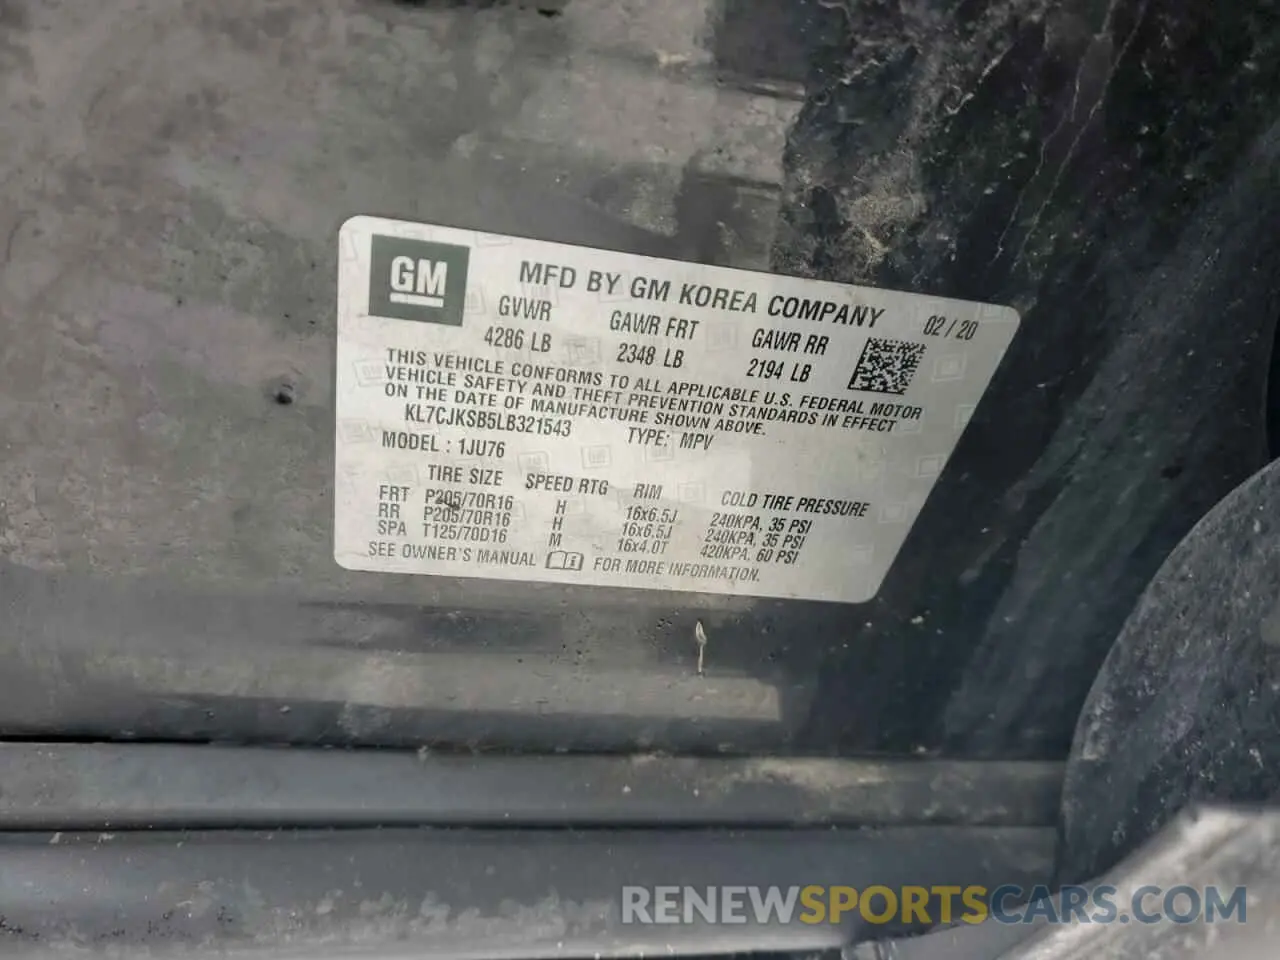 GM
MFD BY GM KOREA COMPANY 02 / 20
GVWR GAWR FRT GAWR RR
4286 LB 2348 LB 2194 LB
THIS VEHICLE CONFORMS TO ALL APPLICABLE U.S. FEDERAL MOTOR
VEHICLE SAFETY AND THEFT PREVENTION STANDARDS IN EFFECT
ON THE DATE OF MANUFACTURE SHOWN ABOVE.
KL7CJKSB5LB321543 TYPE: MPV
MODEL : 1JU76
TIRE SIZE SPEED RTG RIM COLD TIRE PRESSURE
FRT P205/70R16 H 16x6.5J 240KPA, 35 PSI
RR P205/70R16 H 16x6.5J 240KPA, 35 PSI
SPA T125/70D16 M 16x4.0T 420KPA, 60 PSI
SEE OWNER'S MANUAL FOR MORE INFORMATION.
RENEWSPORTSCARS.COM